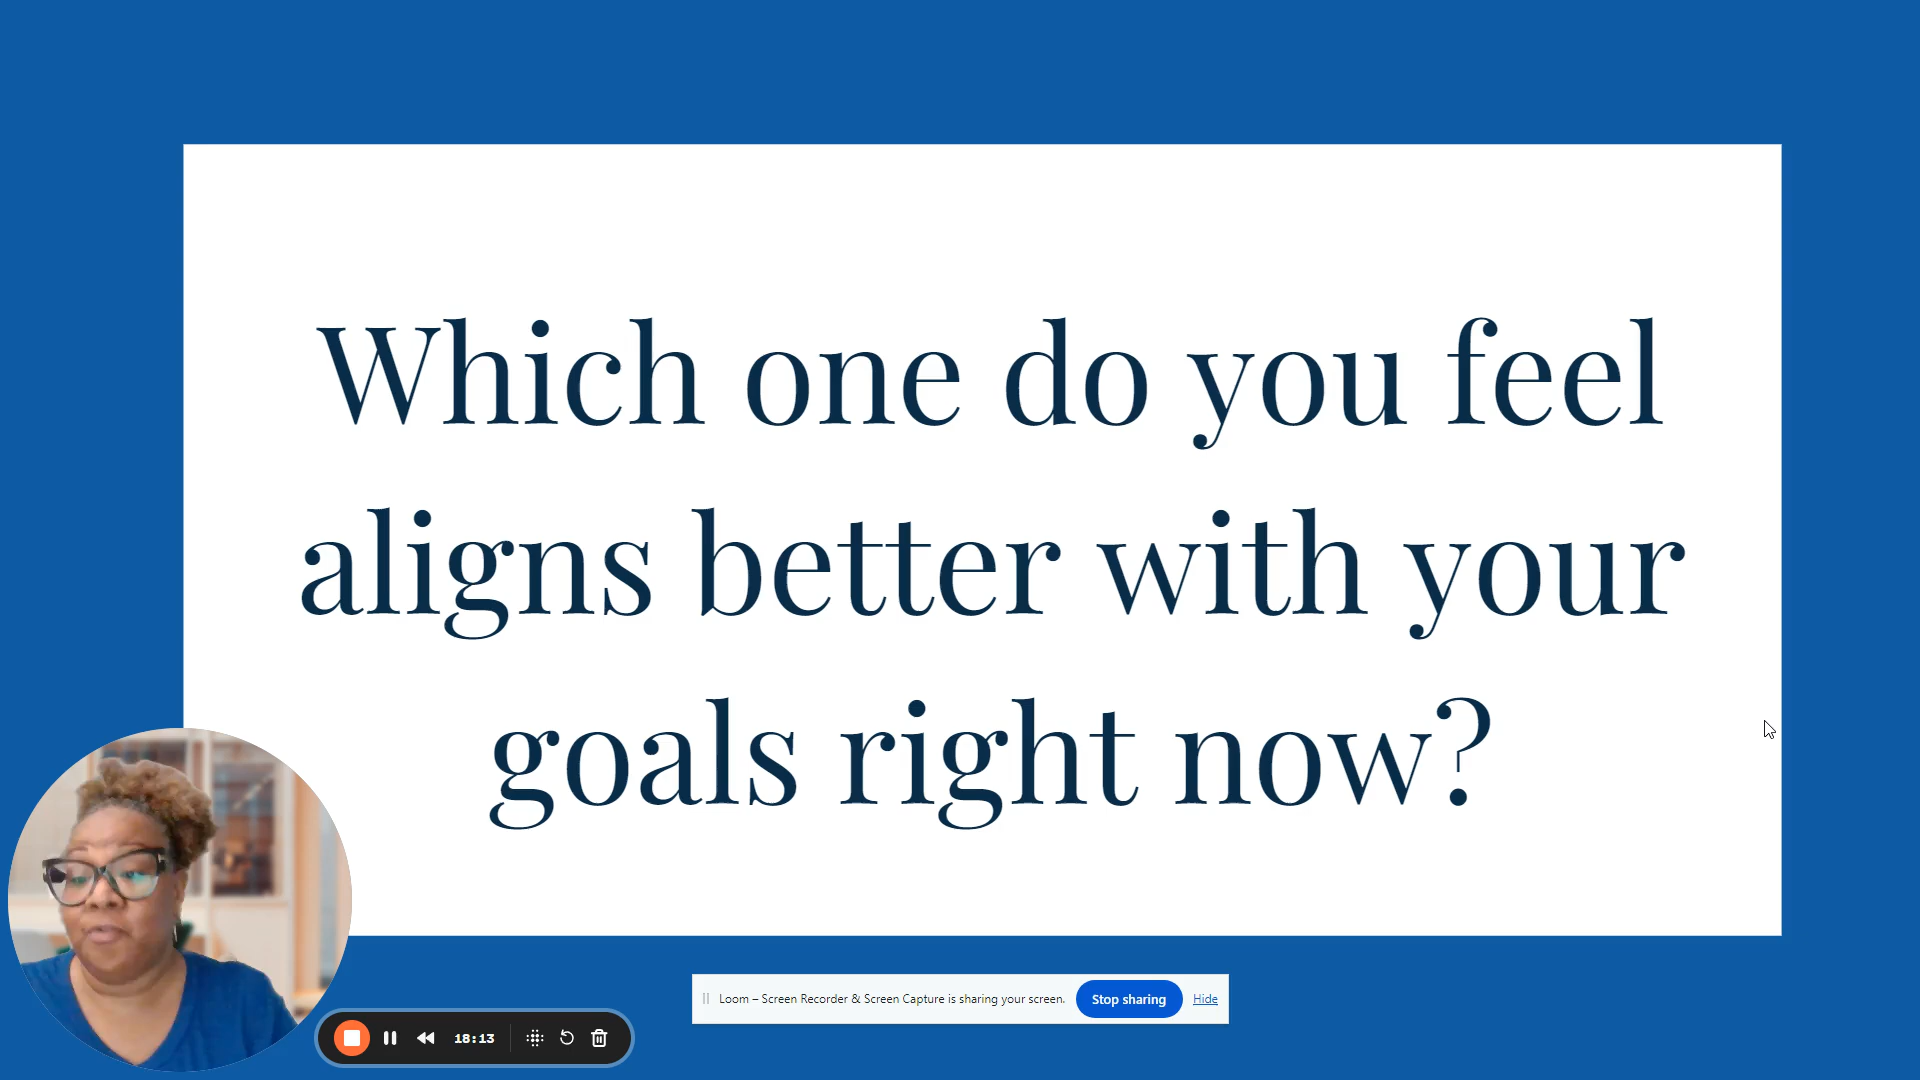 Which one do you feel
aligns better with your
goals right now?
Loom – Screen Recorder & Screen Capture is sharing your screen. Stop sharing Hide
18:13